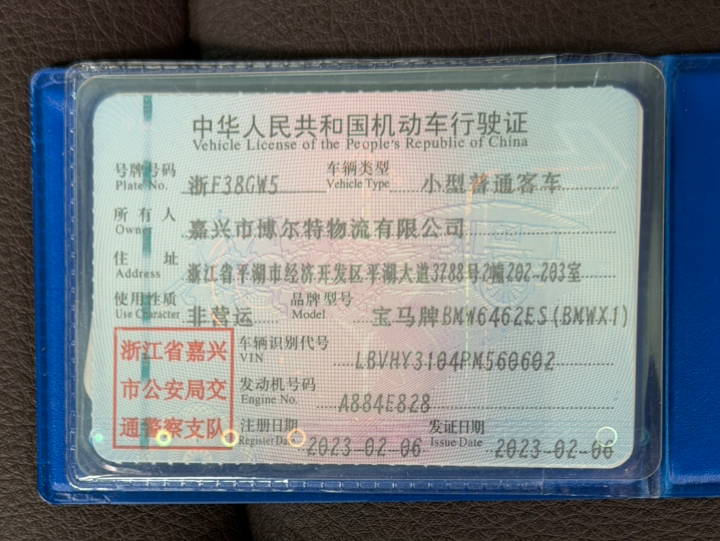 中华人民共和国机动车行驶证
Vehicle License of the People's Republic of China
号牌号码 浙F38GW5 车辆类型 小型普通客车
Plate No. Vehicle Type
所有人 嘉兴市博尔特物流有限公司
Owner
住址 浙江省平湖市经济开发区平湖大道3788号2幢202-203室
Address
使用性质 非营运 品牌型号 宝马牌BMW6462ES(BMWX1)
Use Character Model
浙江省嘉兴
市公安局交
通警察支队
车辆识别代号 LBVHY3104PM560602
VIN
发动机号码 A884E828
Engine No.
注册日期 2023-02-06 发证日期 2023-02-06
Register Date Issue Date